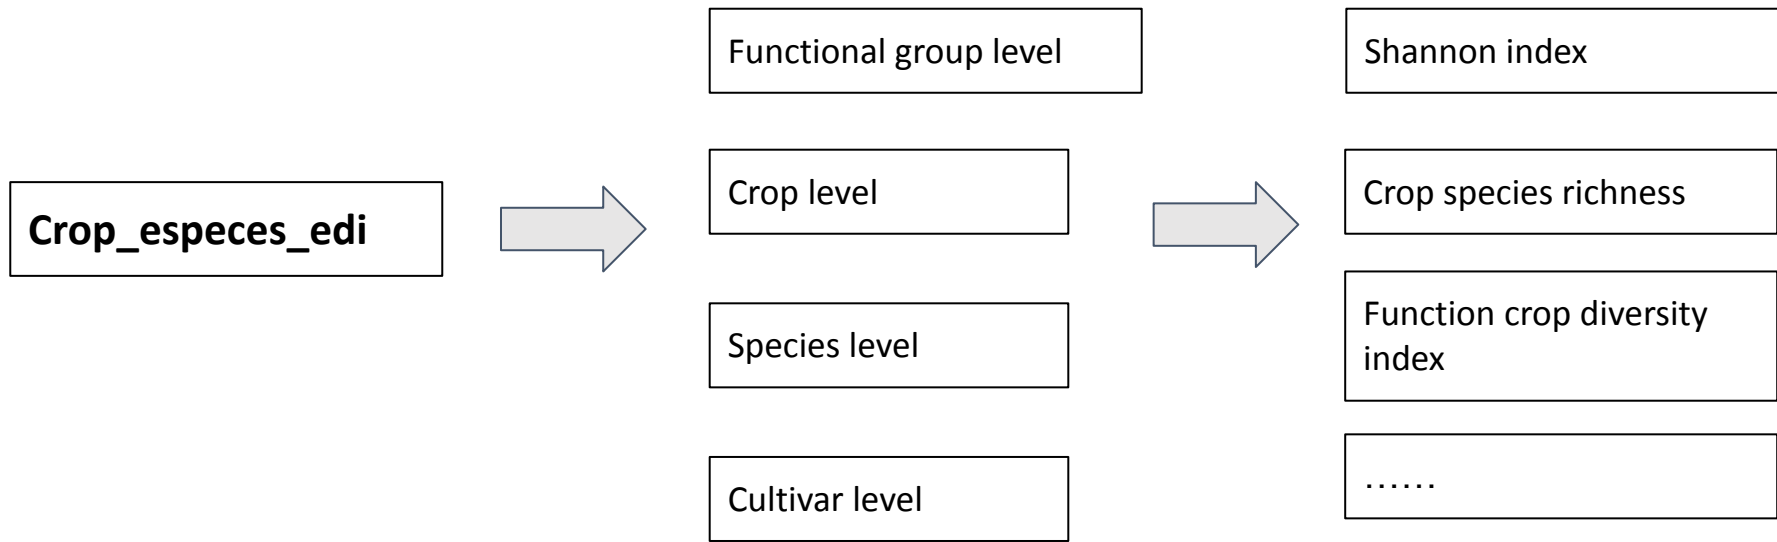 Crop_especes_edi
Functional group level
Crop level
Species level
Cultivar level
Shannon index
Crop species richness
Function crop diversity
index
……